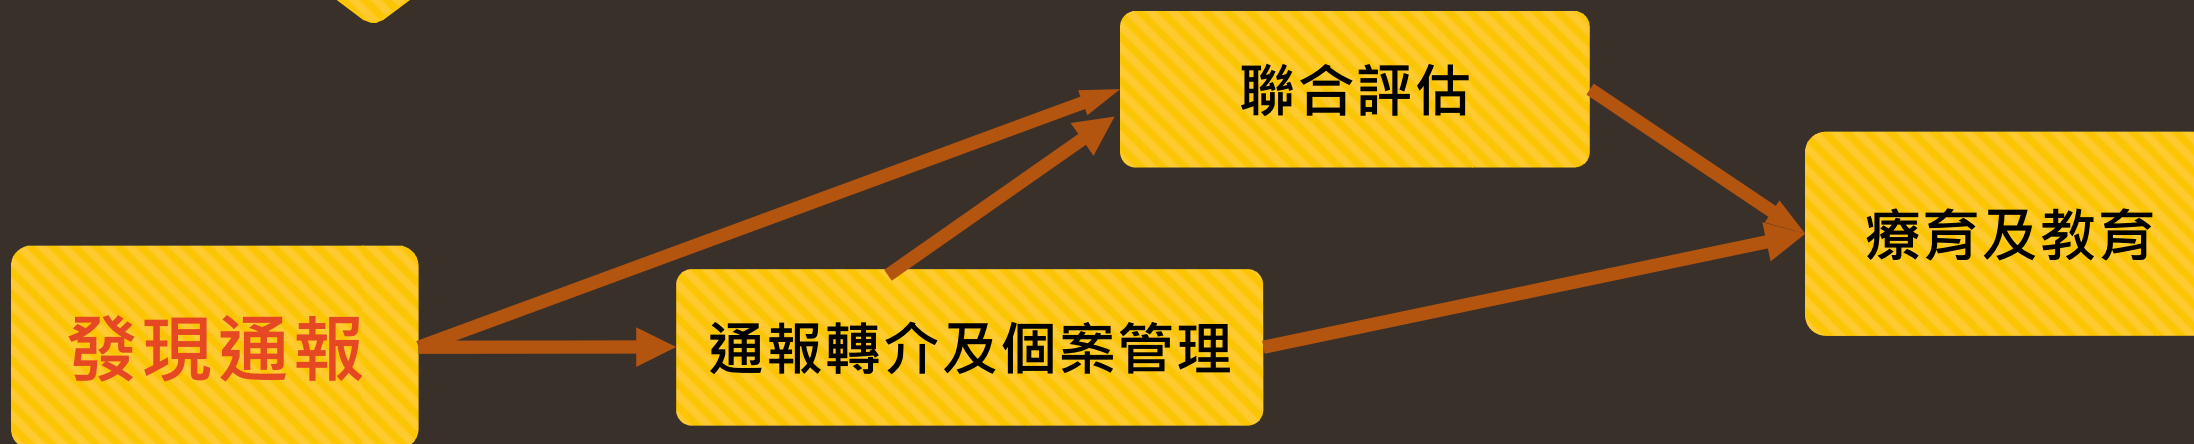 聯合評估
療育及教育
發現通報
通報轉介及個案管理